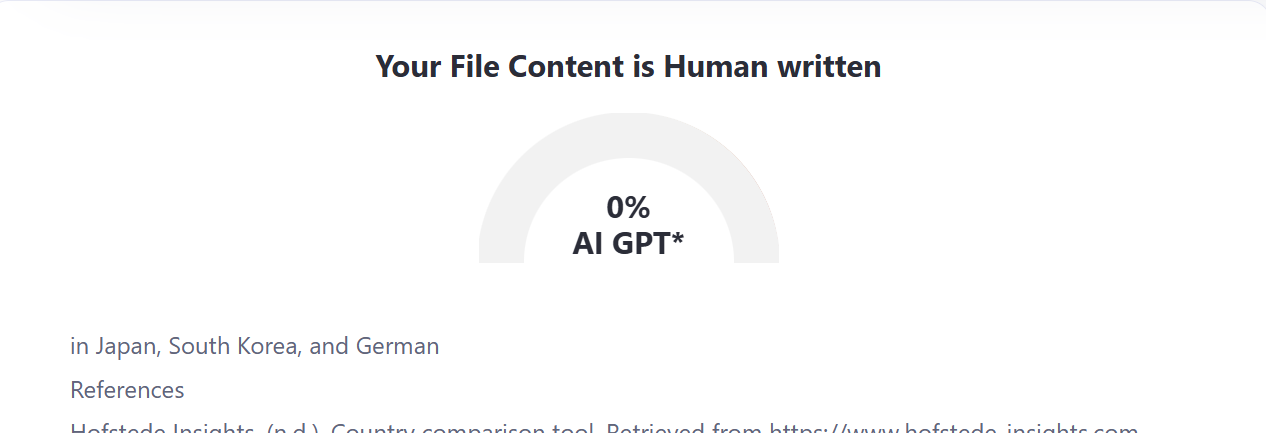 Your File Content is Human written
0%
AI GPT*
in Japan, South Korea, and German
References
Hofstede Insights. (n.d.). Country comparison tool. Retrieved from https://www.hofstede-insights.com